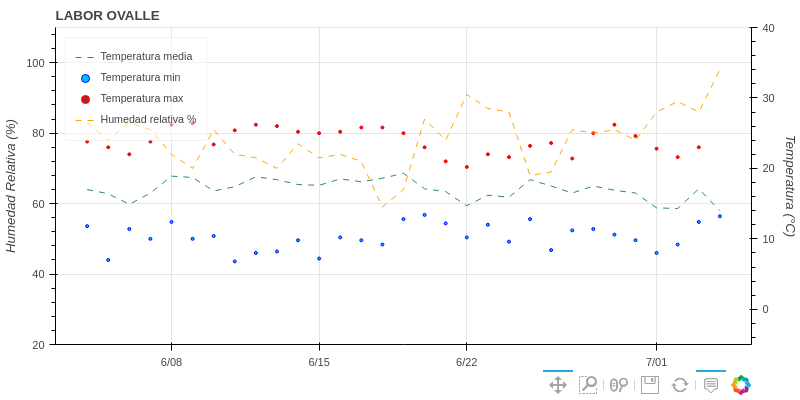 LABOR OVALLE
Temperatura media
Temperatura min
Temperatura max
Humedad relativa %
Humedad Relativa (%)
100
80
60
40
20
Temperatura (°C)
40
30
20
10
0
6/08
6/15
6/22
7/01